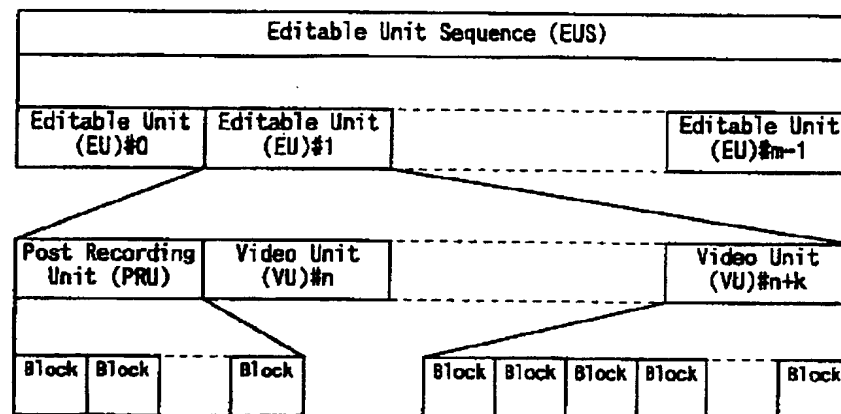 Editable Unit Sequence (EUS)
Editable Unit Editable Unit Editable Unit
(EU)#0 (EU)#1 (EU)#m-1
Post Recording Video Unit Video Unit
Unit (PRU) (VU)#n (VU)#n+k
Block Block Block Block Block Block Block Block